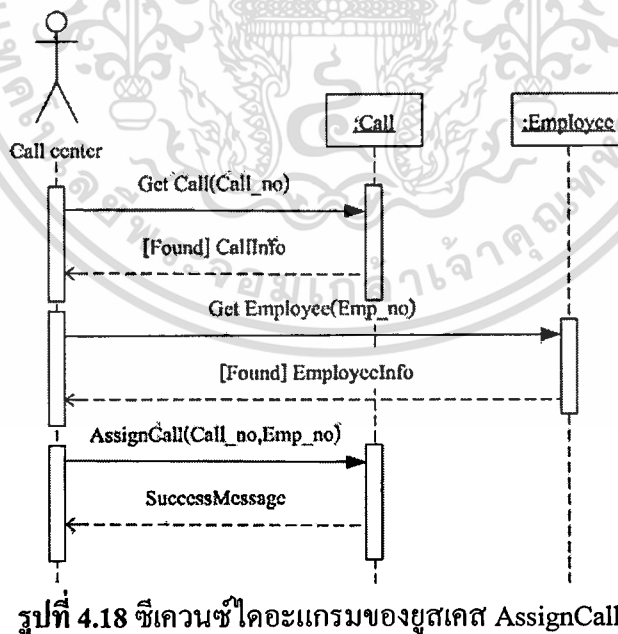 :Call
:Employee
Call center
Get Call(Call_no)
[Found] CallInfo
Get Employee(Emp_no)
[Found] EmployeeInfo
AssignCall(Call_no,Emp_no)
SuccessMessage
รูปที่ 4.18 ซีเควนซ์ไดอะแกรมของยูสเคส AssignCall